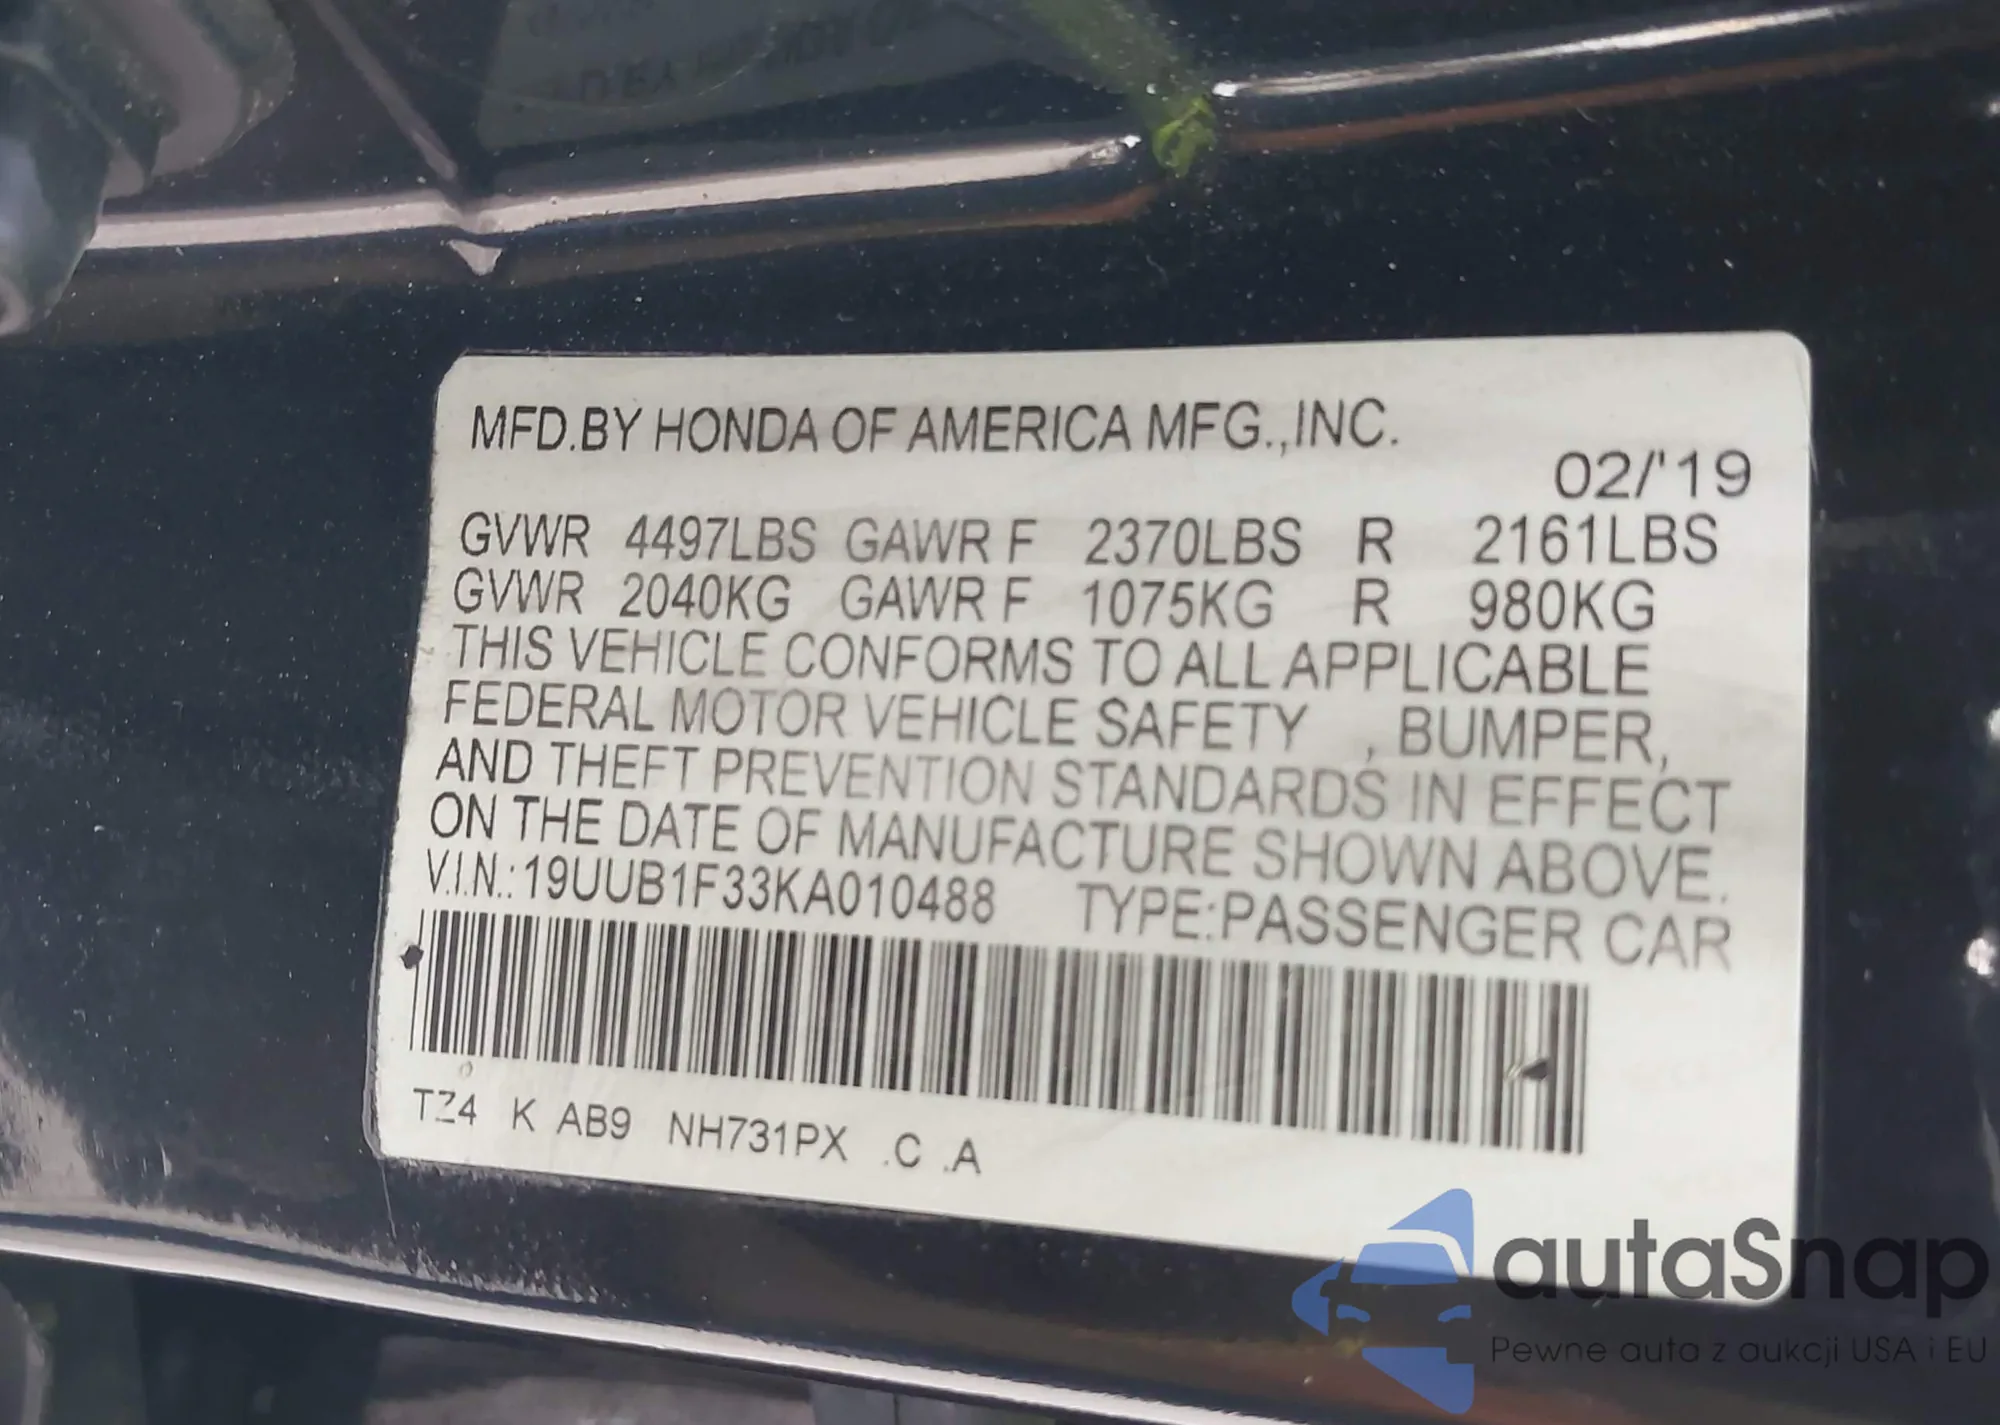 MFD.BY HONDA OF AMERICA MFG.,INC.
02/'19
GVWR 4497LBS GAWR F 2370LBS R 2161LBS
GVWR 2040KG GAWR F 1075KG R 980KG
THIS VEHICLE CONFORMS TO ALL APPLICABLE
FEDERAL MOTOR VEHICLE SAFETY , BUMPER,
AND THEFT PREVENTION STANDARDS IN EFFECT
ON THE DATE OF MANUFACTURE SHOWN ABOVE.
V.I.N.:19UUB1F33KA010488 TYPE:PASSENGER CAR
TZ4 K AB9 NH731PX .C .A
autaSnap
Pewne auta z aukcji USA i EU